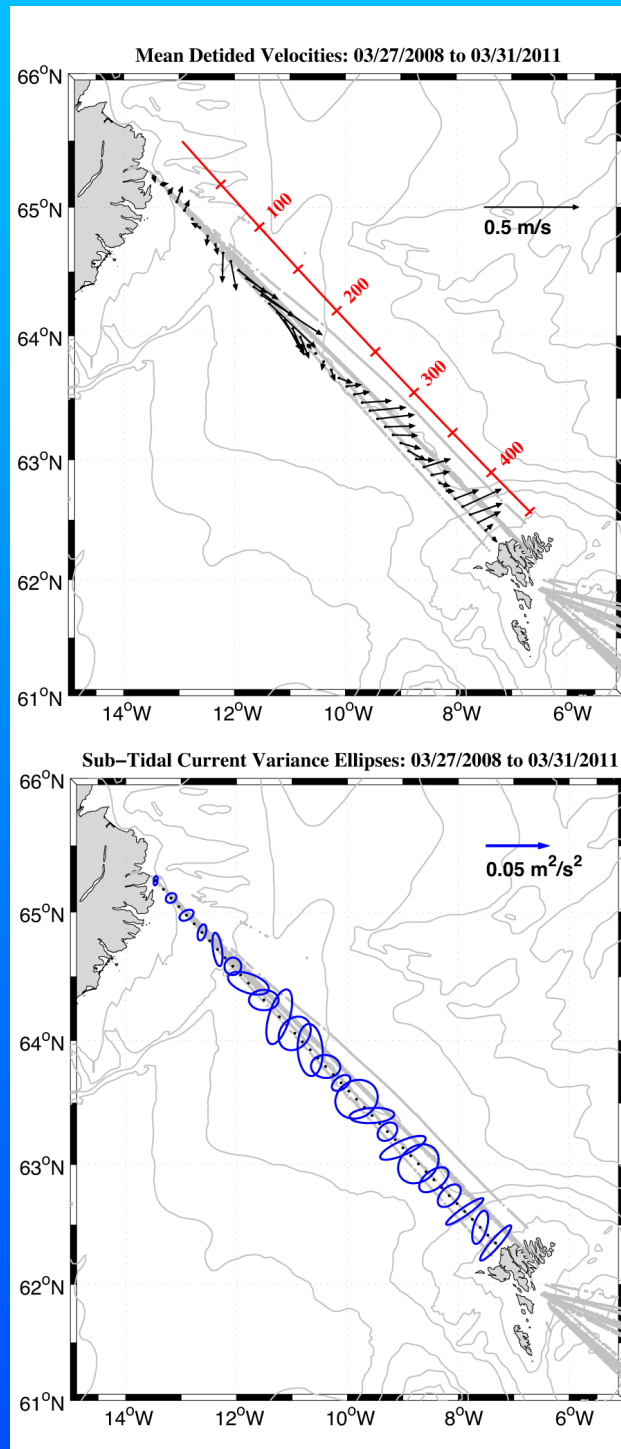 Mean Detided Velocities: 03/27/2008 to 03/31/2011
66°N
65°N
64°N
63°N
62°N
61°N
14°W
12°W
10°W
8°W
6°W
100
200
300
400
0.5 m/s
Sub−Tidal Current Variance Ellipses: 03/27/2008 to 03/31/2011
66°N
65°N
64°N
63°N
62°N
61°N
14°W
12°W
10°W
8°W
6°W
0.05 m²/s²